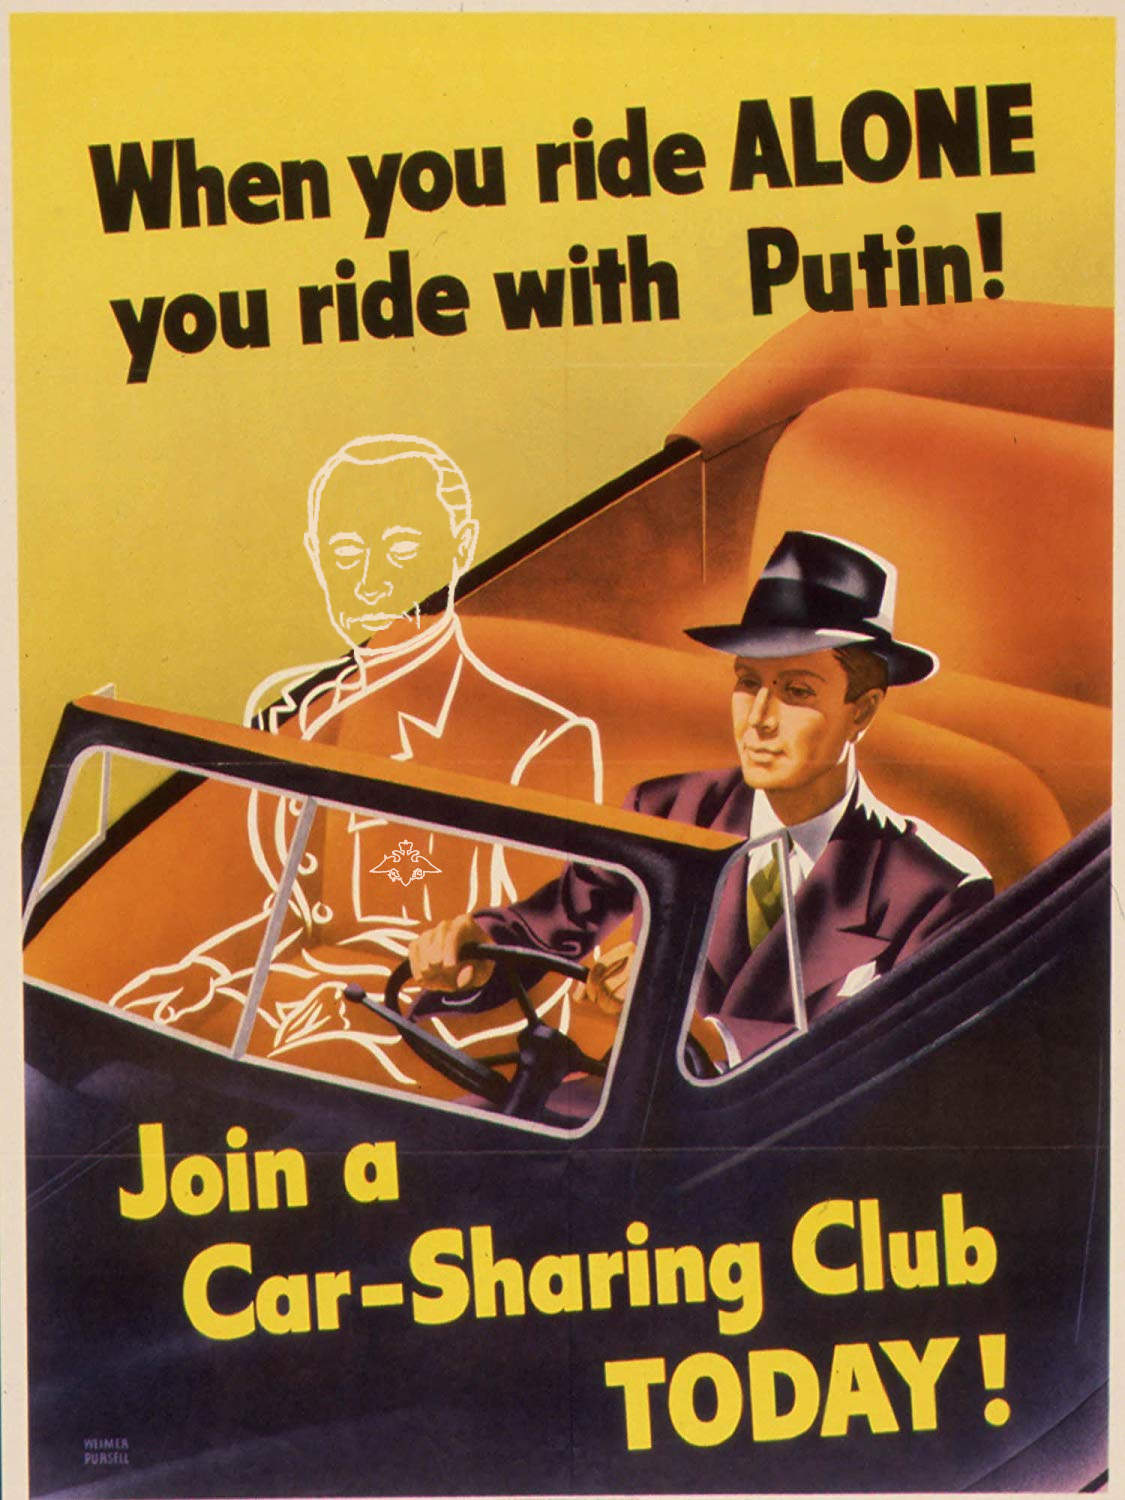 When you ride ALONE
you ride with Putin!
Join a
Car-Sharing Club
TODAY!
WEIMER
PURSELL